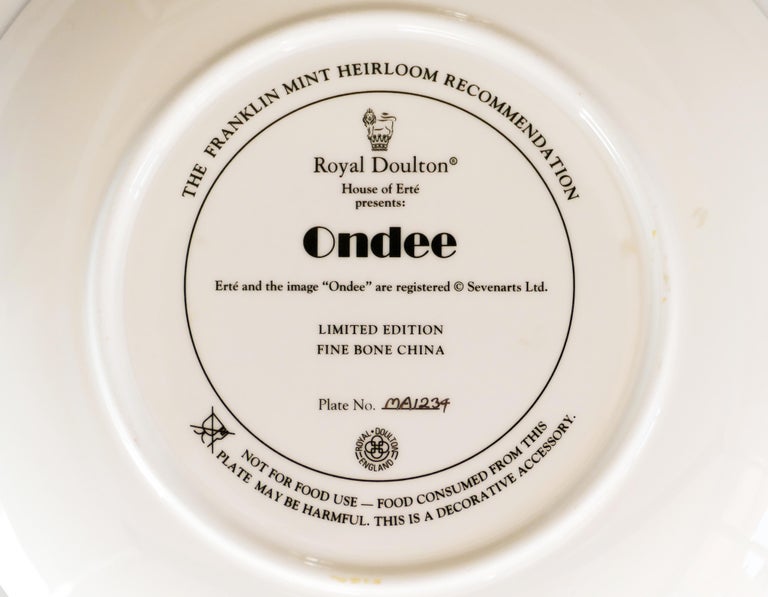 THE FRANKLIN MINT HEIRLOOM RECOMMENDATION
Royal Doulton®
House of Erté
presents:
Ondee
Erté and the image “Ondee” are registered © Sevenarts Ltd.
LIMITED EDITION
FINE BONE CHINA
Plate No. MA1234
ROYAL • DOULTON
ENGLAND
NOT FOR FOOD USE — FOOD CONSUMED FROM THIS
PLATE MAY BE HARMFUL. THIS IS A DECORATIVE ACCESSORY.